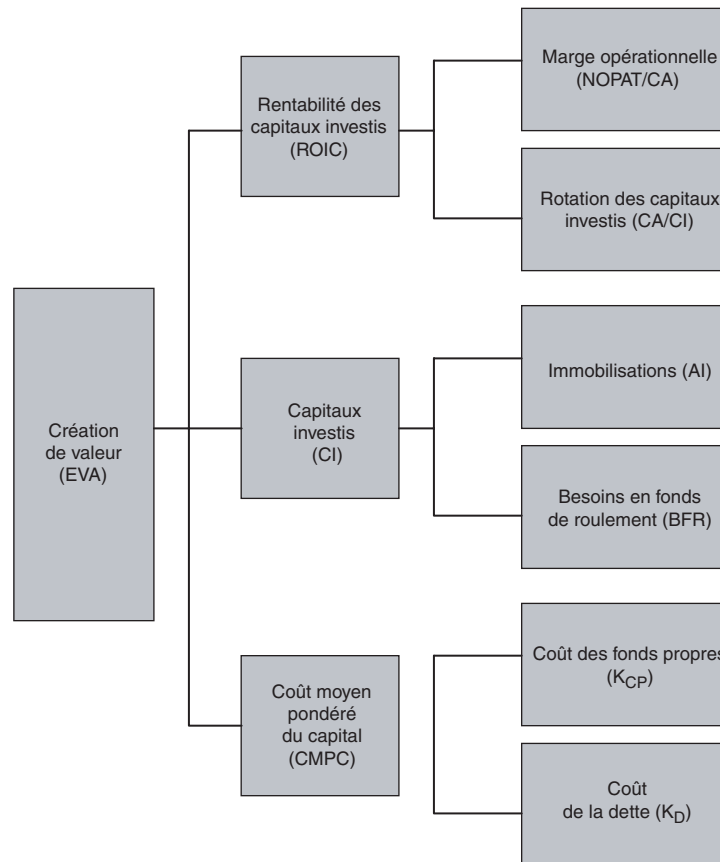 Marge opérationnelle
(NOPAT/CA)
Rentabilité des
capitaux investis
(ROIC)
Rotation des capitaux
investis (CA/CI)
Création
de valeur
(EVA)
Capitaux
investis
(CI)
Immobilisations (AI)
Besoins en fonds
de roulement (BFR)
Coût moyen
pondéré
du capital
(CMPC)
Coût des fonds propres
(K_CP)
Coût
de la dette (K_D)